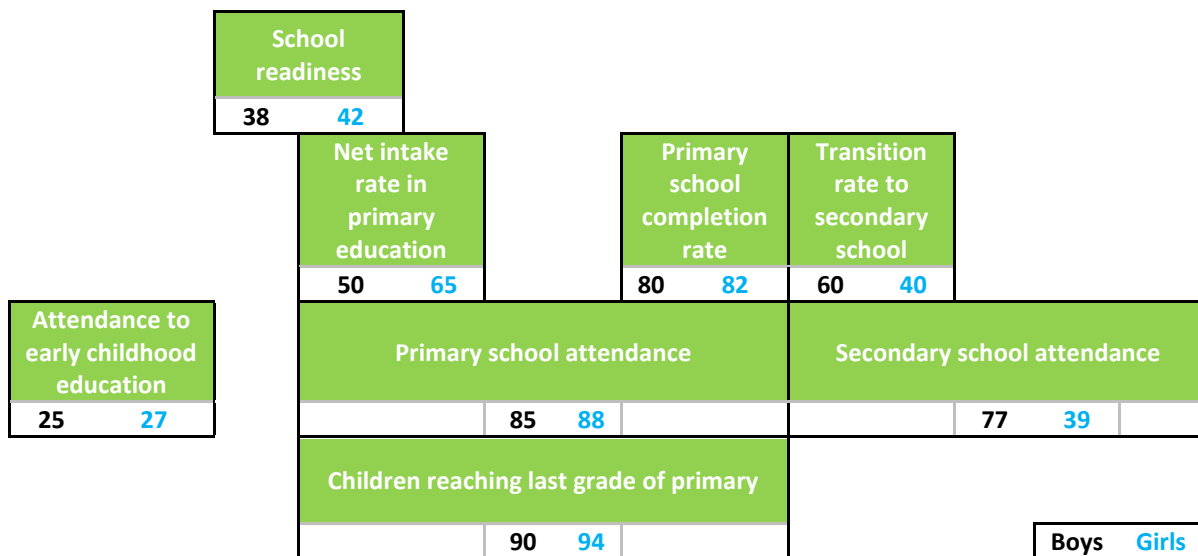 School
readiness
38 42
Net intake
rate in
primary
education
50 65
Primary
school
completion
rate
80 82
Transition
rate to
secondary
school
60 40
Attendance to
early childhood
education
25 27
Primary school attendance
85 88
Secondary school attendance
77 39
Children reaching last grade of primary
90 94
Boys Girls